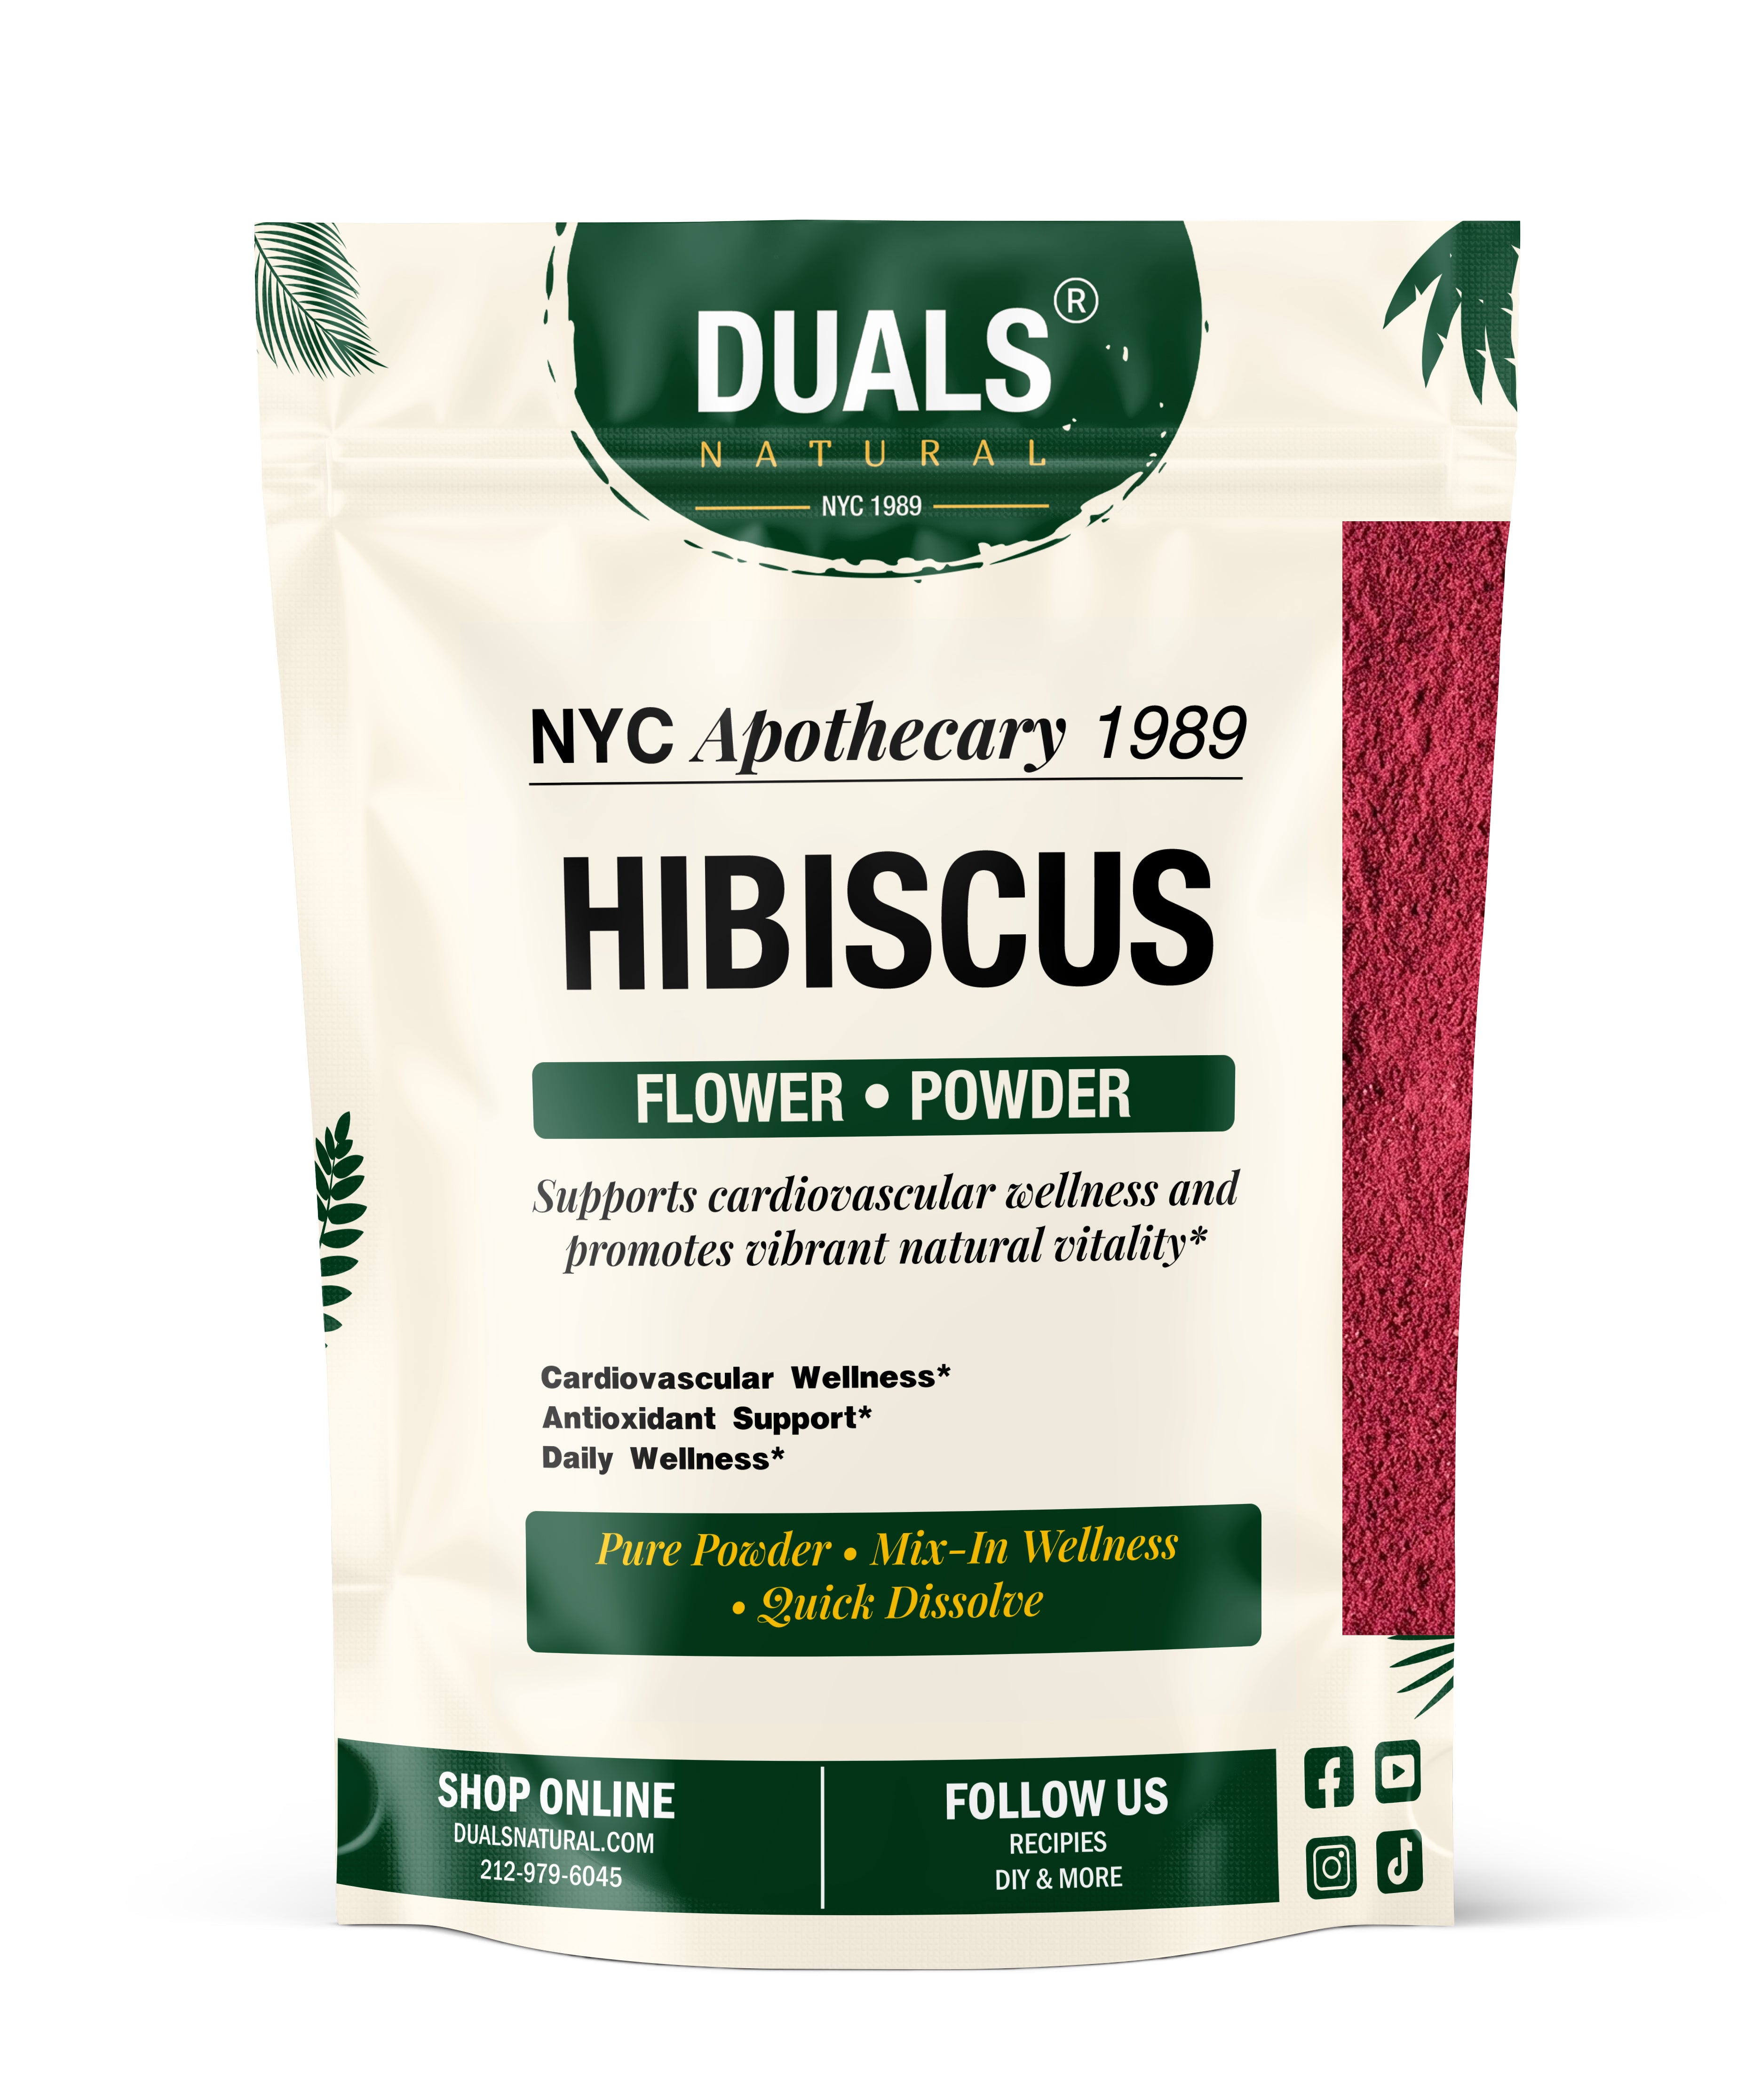 DUALS®
NATURAL
NYC 1989
NYC Apothecary 1989
HIBISCUS
FLOWER • POWDER
Supports cardiovascular wellness and
promotes vibrant natural vitality*
Cardiovascular Wellness*
Antioxidant Support*
Daily Wellness*
Pure Powder • Mix-In Wellness
• Quick Dissolve
SHOP ONLINE
DUALSNATURAL.COM
212-979-6045
FOLLOW US
RECIPIES
DIY & MORE